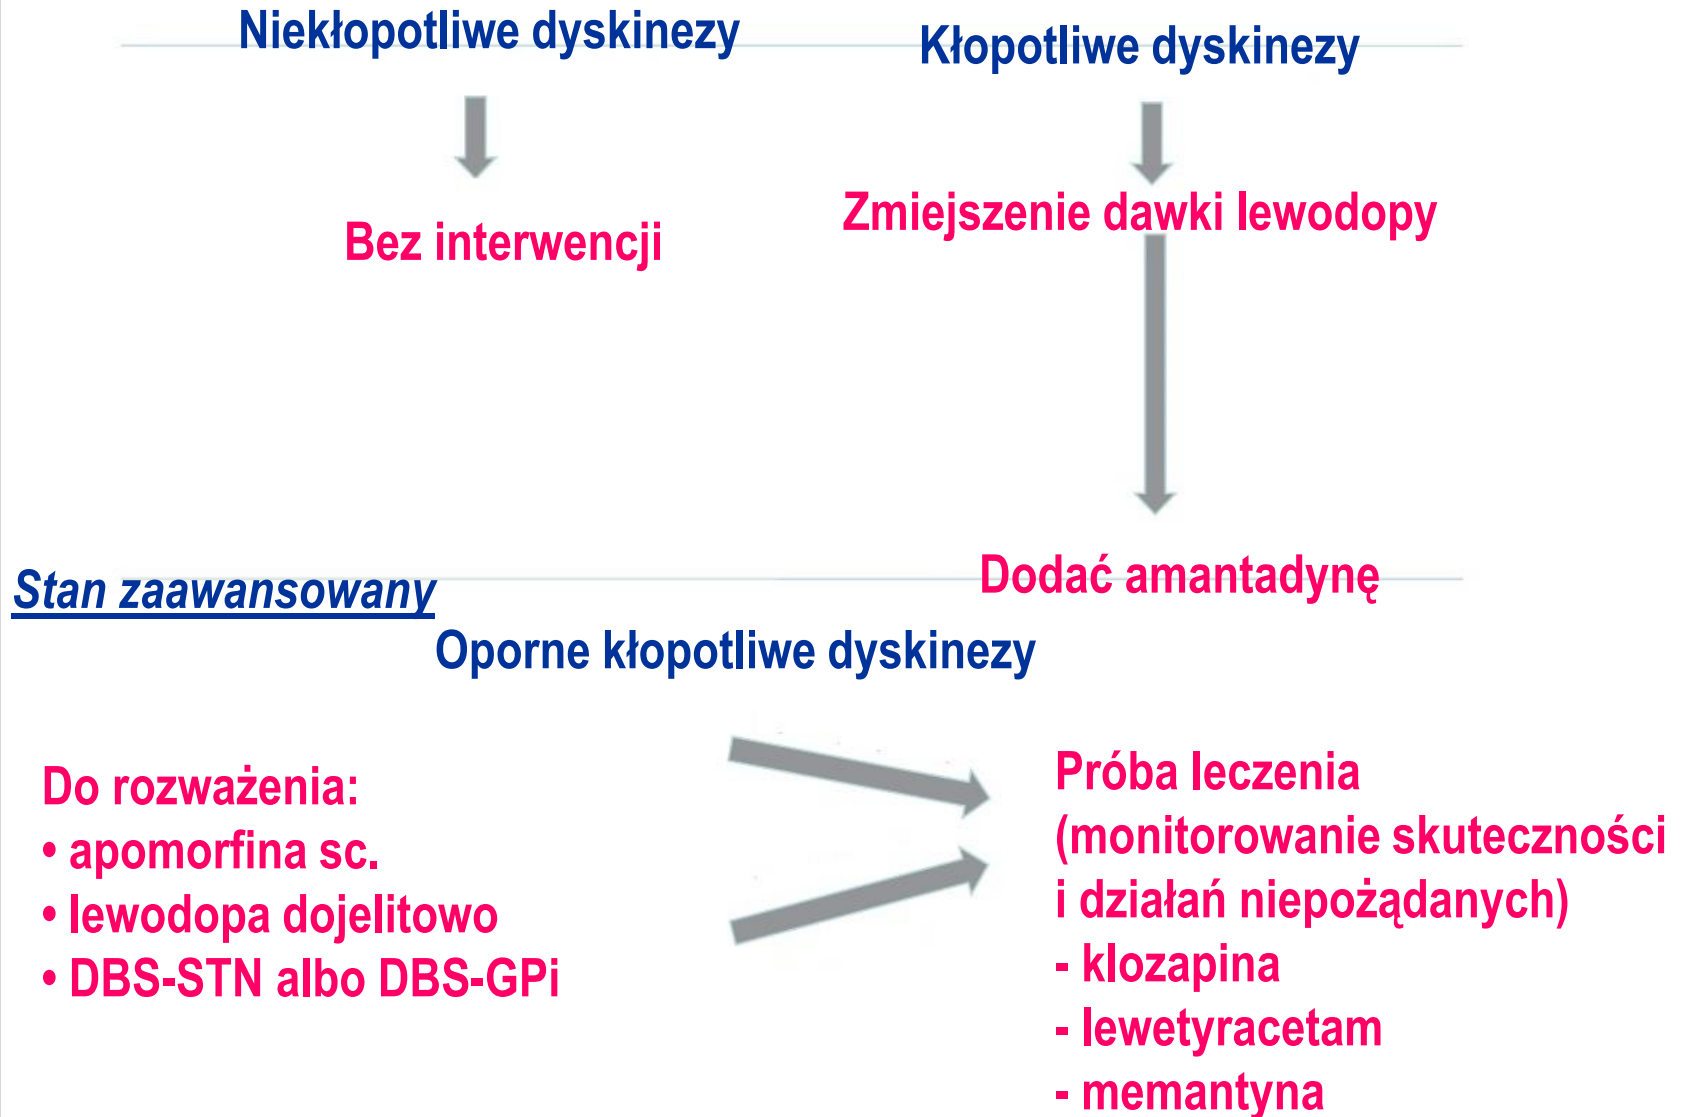 Niekłopotliwe dyskinezy
Kłopotliwe dyskinezy
Bez interwencji
Zmiejszenie dawki lewodopy
Dodać amantadynę
Stan zaawansowany
Oporne kłopotliwe dyskinezy
Do rozważenia:
• apomorfina sc.
• lewodopa dojelitowo
• DBS-STN albo DBS-GPi
Próba leczenia
(monitorowanie skuteczności
i działań niepożądanych)
- klozapina
- lewetyracetam
- memantyna